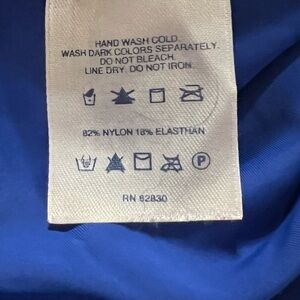 HAND WASH COLD.
WASH DARK COLORS SEPARATELY.
DO NOT BLEACH.
LINE DRY. DO NOT IRON.
82% NYLON 18% ELASTHAN
P
RN 62830